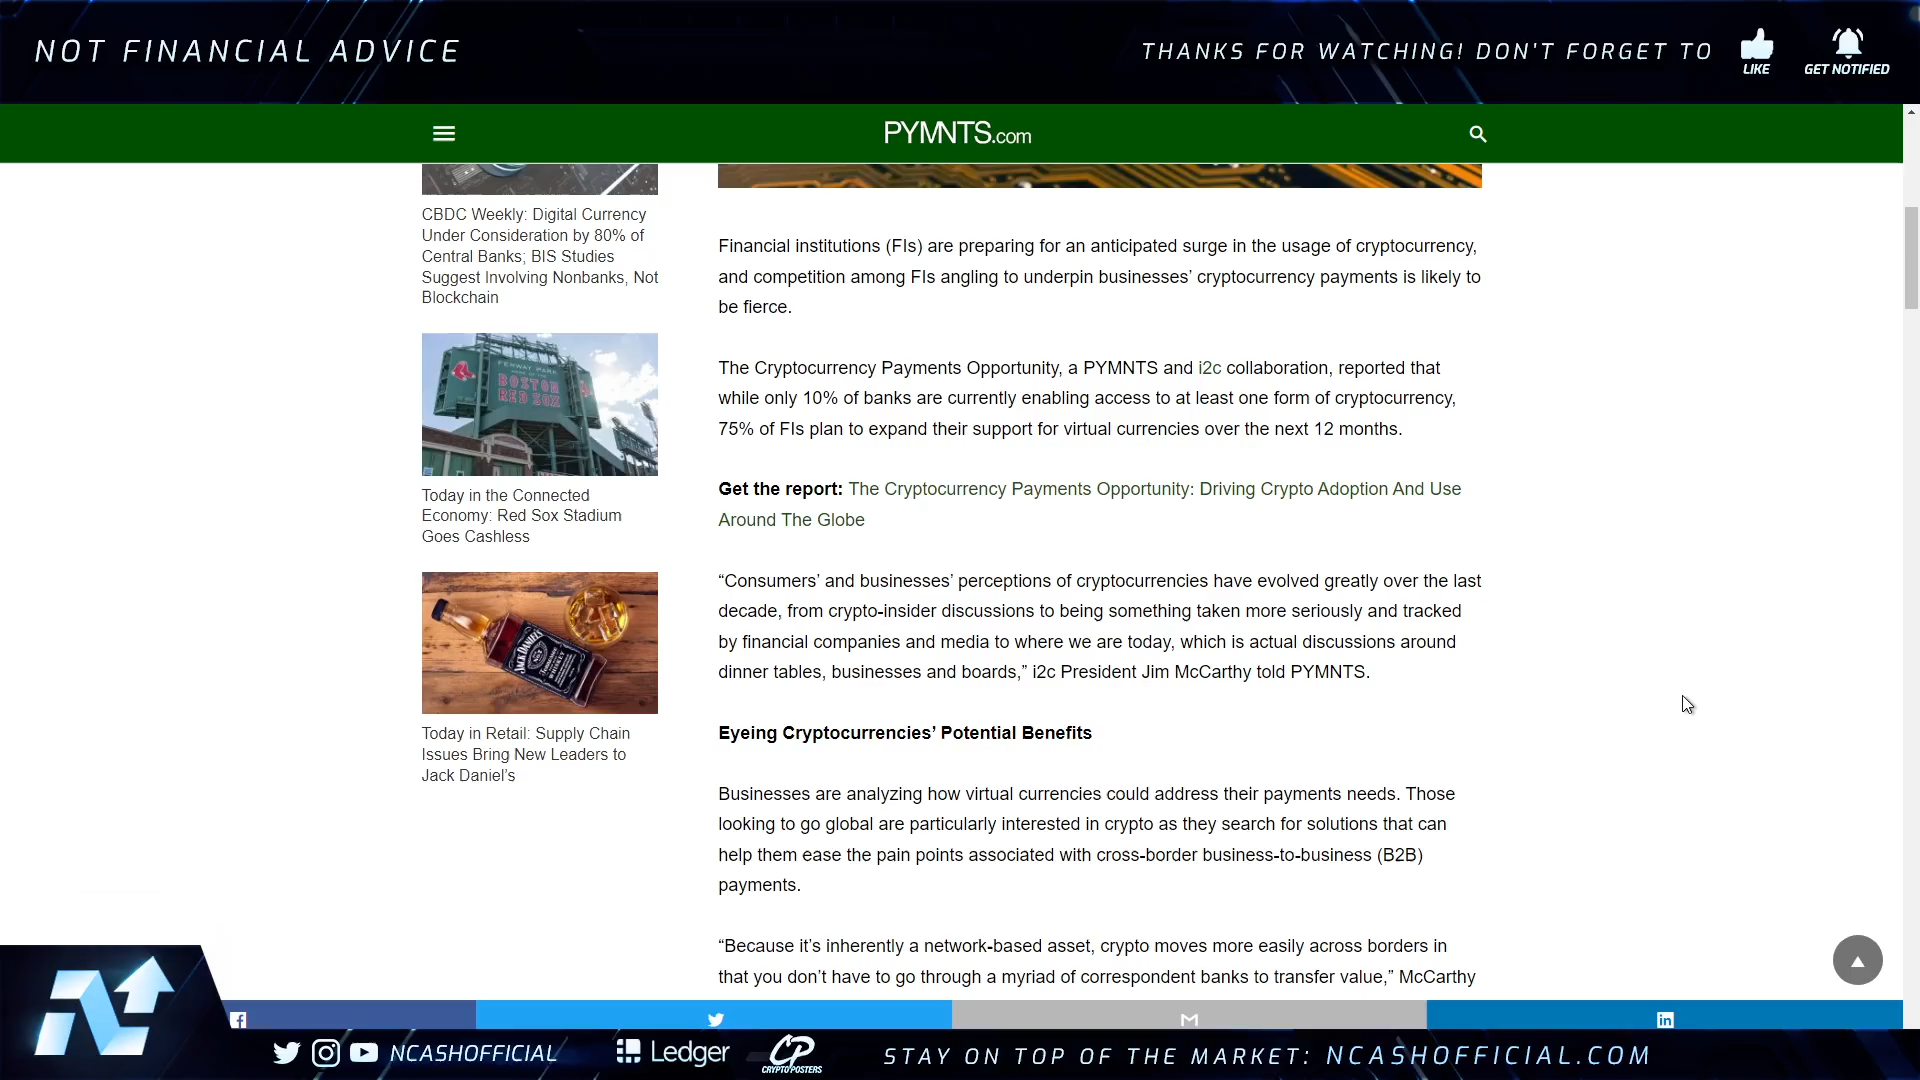 NOT FINANCIAL ADVICE
THANKS FOR WATCHING! DON'T FORGET TO
LIKE
GET NOTIFIED
PYMNTS.com
CBDC Weekly: Digital Currency
Under Consideration by 80% of
Central Banks; BIS Studies
Suggest Involving Nonbanks, Not
Blockchain
FENWAY PARK
BOSTON
RED SOX
Today in the Connected
Economy: Red Sox Stadium
Goes Cashless
JACK DANIEL'S
Today in Retail: Supply Chain
Issues Bring New Leaders to
Jack Daniel’s
Financial institutions (FIs) are preparing for an anticipated surge in the usage of cryptocurrency,
and competition among FIs angling to underpin businesses’ cryptocurrency payments is likely to
be fierce.
The Cryptocurrency Payments Opportunity, a PYMNTS and i2c collaboration, reported that
while only 10% of banks are currently enabling access to at least one form of cryptocurrency,
75% of FIs plan to expand their support for virtual currencies over the next 12 months.
Get the report: The Cryptocurrency Payments Opportunity: Driving Crypto Adoption And Use
Around The Globe
“Consumers’ and businesses’ perceptions of cryptocurrencies have evolved greatly over the last
decade, from crypto-insider discussions to being something taken more seriously and tracked
by financial companies and media to where we are today, which is actual discussions around
dinner tables, businesses and boards,” i2c President Jim McCarthy told PYMNTS.
Eyeing Cryptocurrencies’ Potential Benefits
Businesses are analyzing how virtual currencies could address their payments needs. Those
looking to go global are particularly interested in crypto as they search for solutions that can
help them ease the pain points associated with cross-border business-to-business (B2B)
payments.
“Because it’s inherently a network-based asset, crypto moves more easily across borders in
that you don’t have to go through a myriad of correspondent banks to transfer value,” McCarthy
NCASHOFFICIAL
Ledger
CP
CRYPTOPOSTERS
STAY ON TOP OF THE MARKET: NCASHOFFICIAL.COM